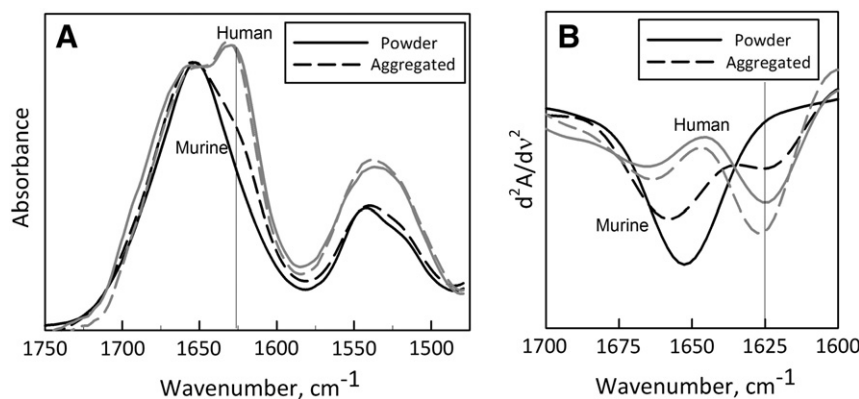 A
Human
Powder
Aggregated
Murine
Absorbance
1750 1700 1650 1600 1550 1500
Wavenumber, cm-1
B
Powder
Aggregated
Human
Murine
d2A/dν2
1700 1675 1650 1625 1600
Wavenumber, cm-1